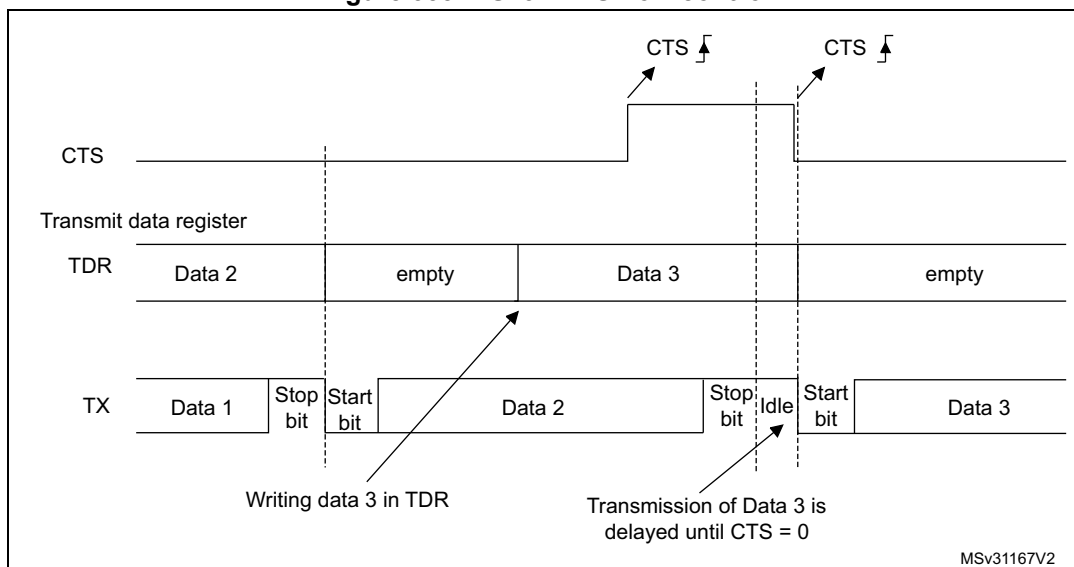 CTS CTS
CTS
Transmit data register
TDR Data 2 empty Data 3 empty
TX Data 1 Stop bit Start bit Data 2 Stop bit Idle Start bit Data 3
Writing data 3 in TDR
Transmission of Data 3 is
delayed until CTS = 0
MSv31167V2